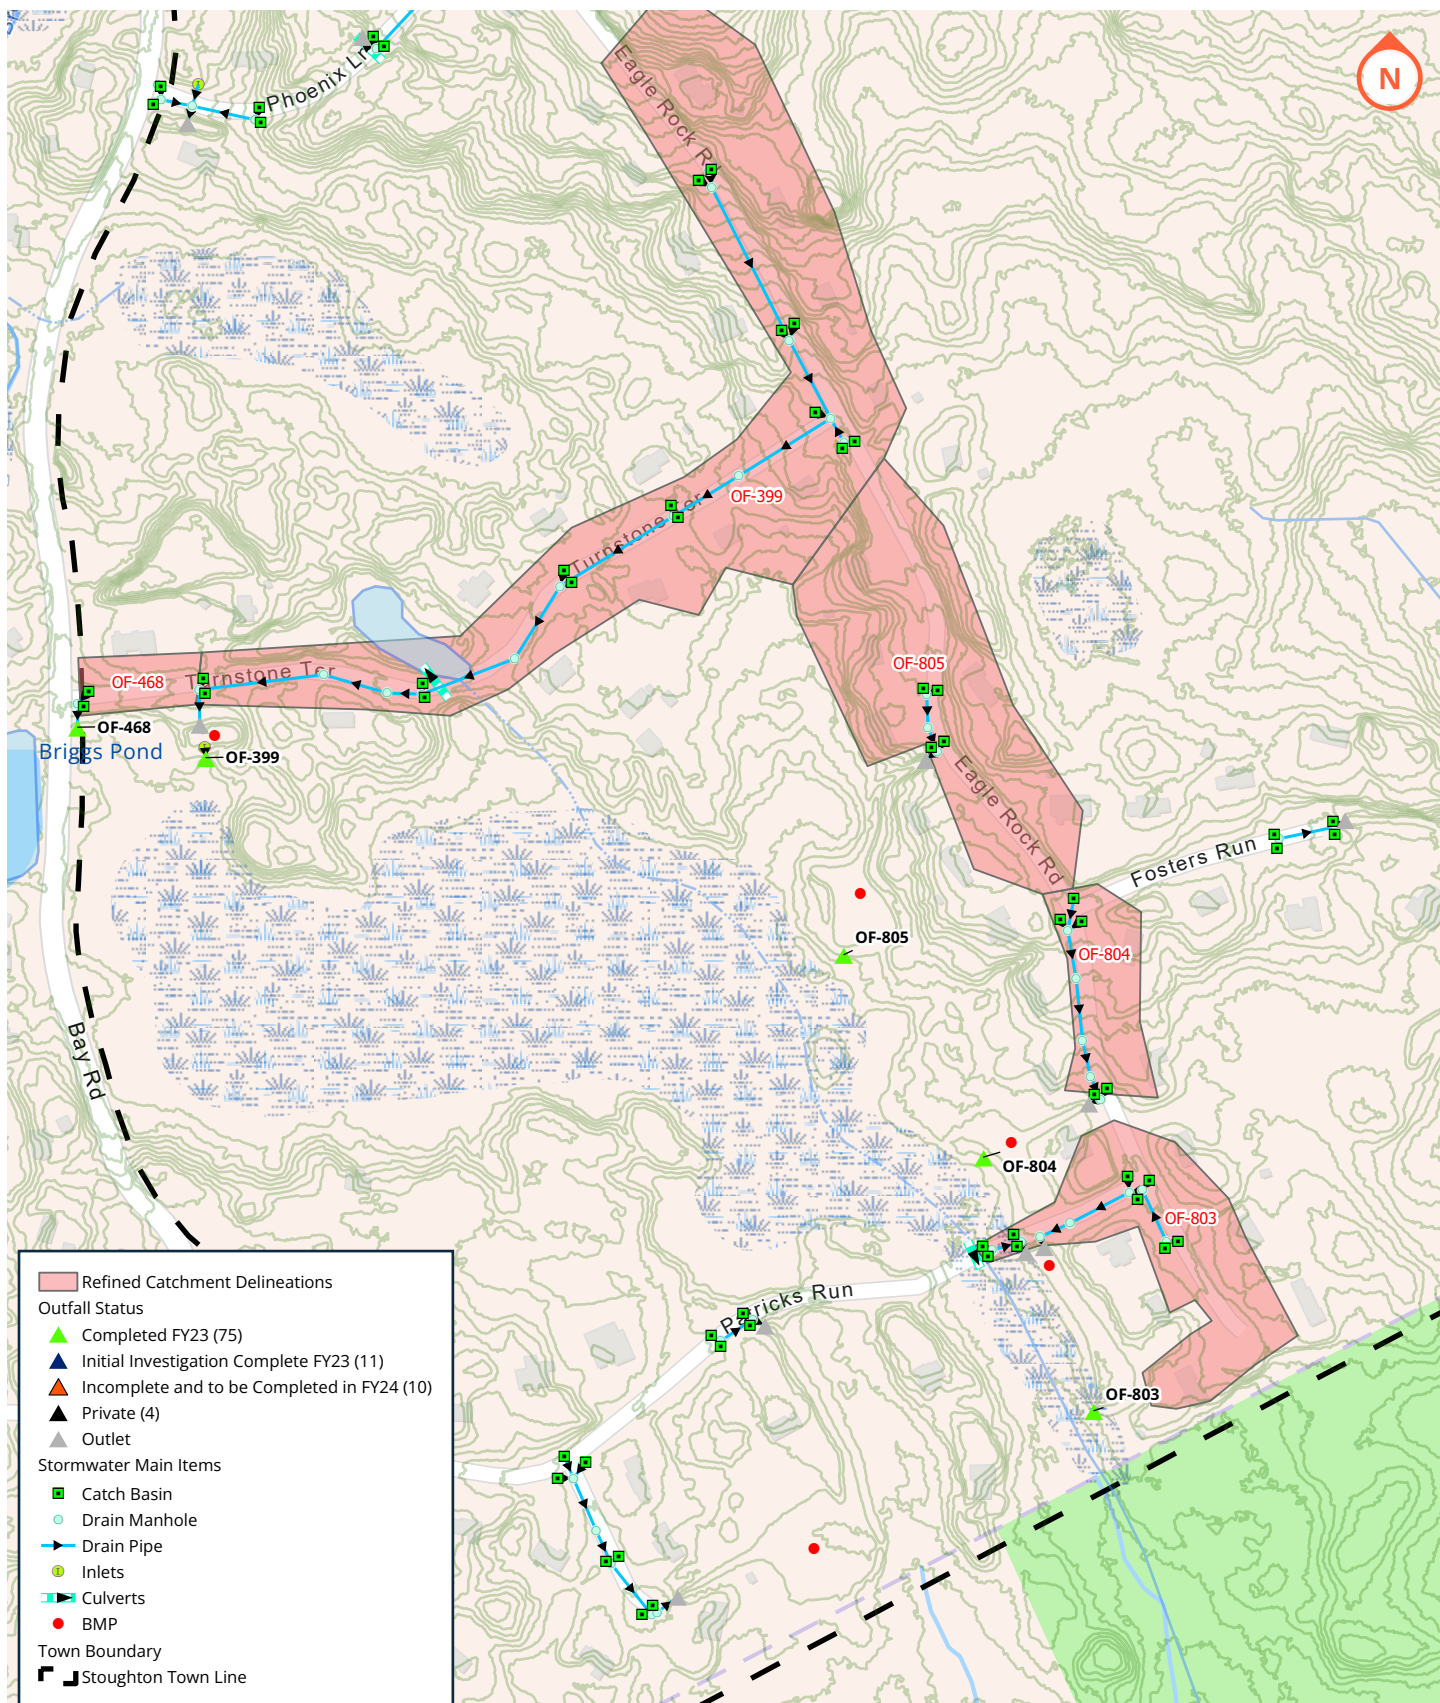 N
Eagle Rock Rd
Phoenix Ln
OF-399
Turnstone Ter
OF-805
OF-468
Turnstone Ter
OF-468
Briggs Pond
OF-399
Eagle Rock Rd
Fosters Run
OF-805
OF-804
Bay Rd
OF-804
OF-803
Patricks Run
OF-803
Refined Catchment Delineations
Outfall Status
Completed FY23 (75)
Initial Investigation Complete FY23 (11)
Incomplete and to be Completed in FY24 (10)
Private (4)
Outlet
Stormwater Main Items
Catch Basin
Drain Manhole
Drain Pipe
Inlets
Culverts
BMP
Town Boundary
Stoughton Town Line